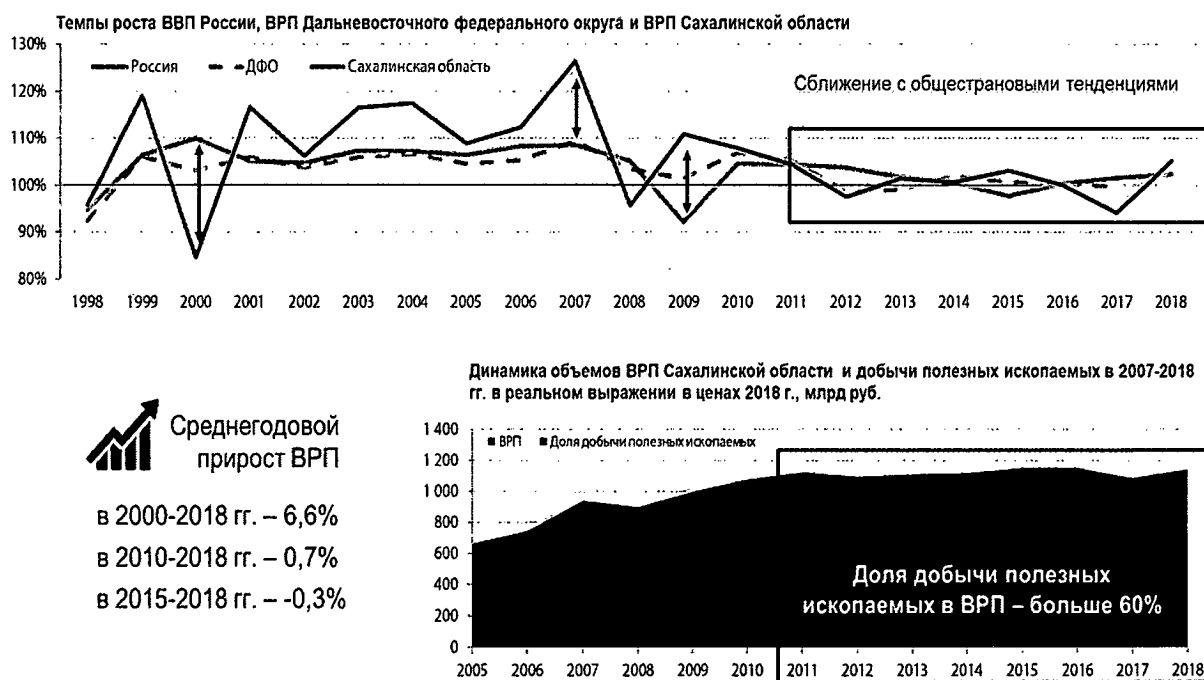 Темпы роста ВВП России, ВРП Дальневосточного федерального округа и ВРП Сахалинской области
130%
120%
110%
100%
90%
80%
Россия ДФО Сахалинская область
Сближение с общестрановыми тенденциями
1998 1999 2000 2001 2002 2003 2004 2005 2006 2007 2008 2009 2010 2011 2012 2013 2014 2015 2016 2017 2018
Среднегодовой
прирост ВРП
в 2000-2018 гг. – 6,6%
в 2010-2018 гг. – 0,7%
в 2015-2018 гг. – -0,3%
Динамика объемов ВРП Сахалинской области и добычи полезных ископаемых в 2007-2018
гг. в реальном выражении в ценах 2018 г., млрд руб.
1 400
1 200
1 000
800
600
400
200
0
ВРП Доля добычи полезных ископаемых
Доля добычи полезных
ископаемых в ВРП – больше 60%
2005 2006 2007 2008 2009 2010 2011 2012 2013 2014 2015 2016 2017 2018